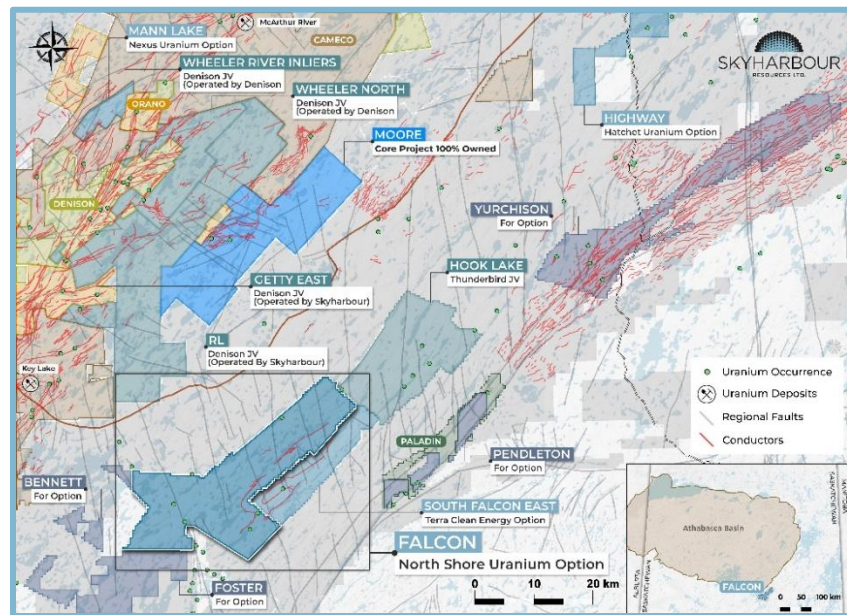 McArthur River
MANN LAKE
Nexus Uranium Option
CAMECO
SKYHARBOUR
RESOURCES LTD.
WHEELER RIVER INLIERS
Denison JV
(Operated by Denison)
ORANO
WHEELER NORTH
Denison JV
(Operated by Denison
HIGHWAY
Hatchet Uranium Option
MOORE
Core Project 100% Owned
DENISON
YURCHISON
For Option
GETTY EAST
Denison JV
(Operated by Skyharbour)
HOOK LAKE
Thunderbird JV
RL
Denison JV
(Operated By Skyharbour)
Key Lake
Uranium Occurrence
Uranium Deposits
Regional Faults
Conductors
PALADIN
PENDLETON
For Option
BENNETT
For Option
SOUTH FALCON EAST
Terra Clean Energy Option
FALCON
North Shore Uranium Option
FOSTER
For Option
0 5 10 20 km
Athabasca Basin
SASKATCHEWAN
MANITOBA
ALBERTA
SASKATCHEWAN
FALCON
0 50 100 km